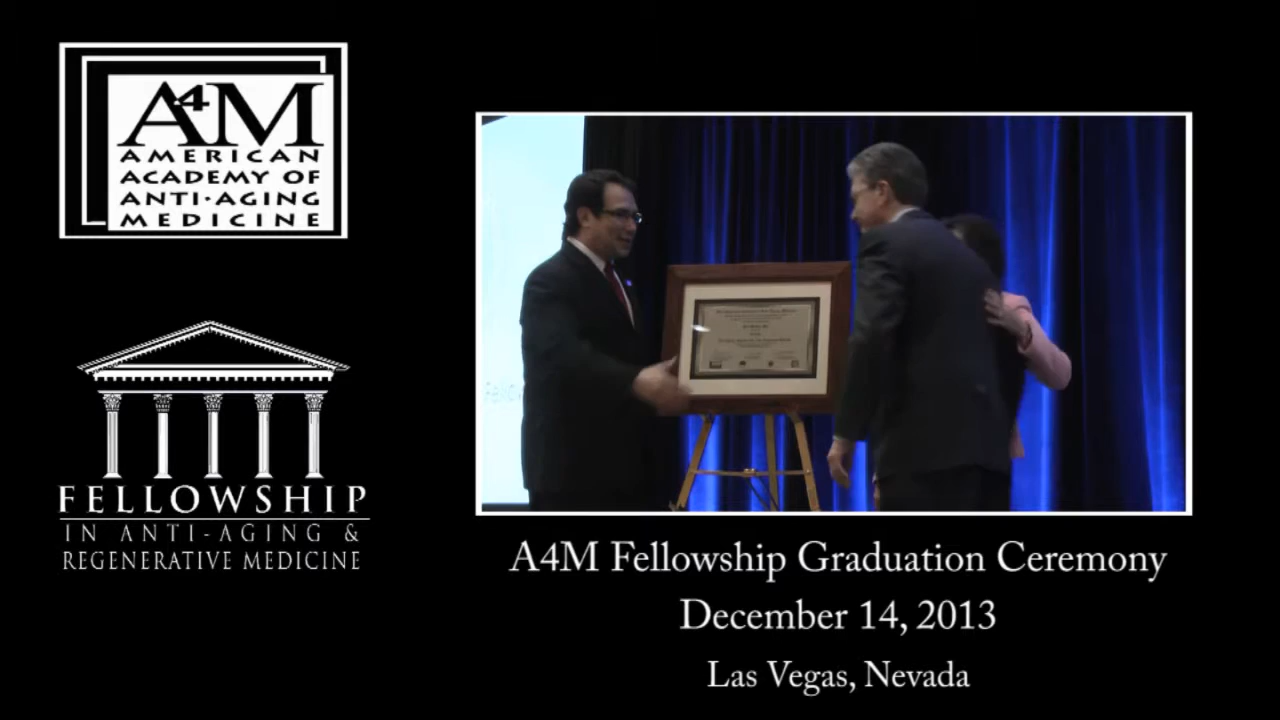 A4M
AMERICAN
ACADEMY OF
ANTI-AGING
MEDICINE
FELLOWSHIP
IN ANTI-AGING &
REGENERATIVE MEDICINE
A4M Fellowship Graduation Ceremony
December 14, 2013
Las Vegas, Nevada